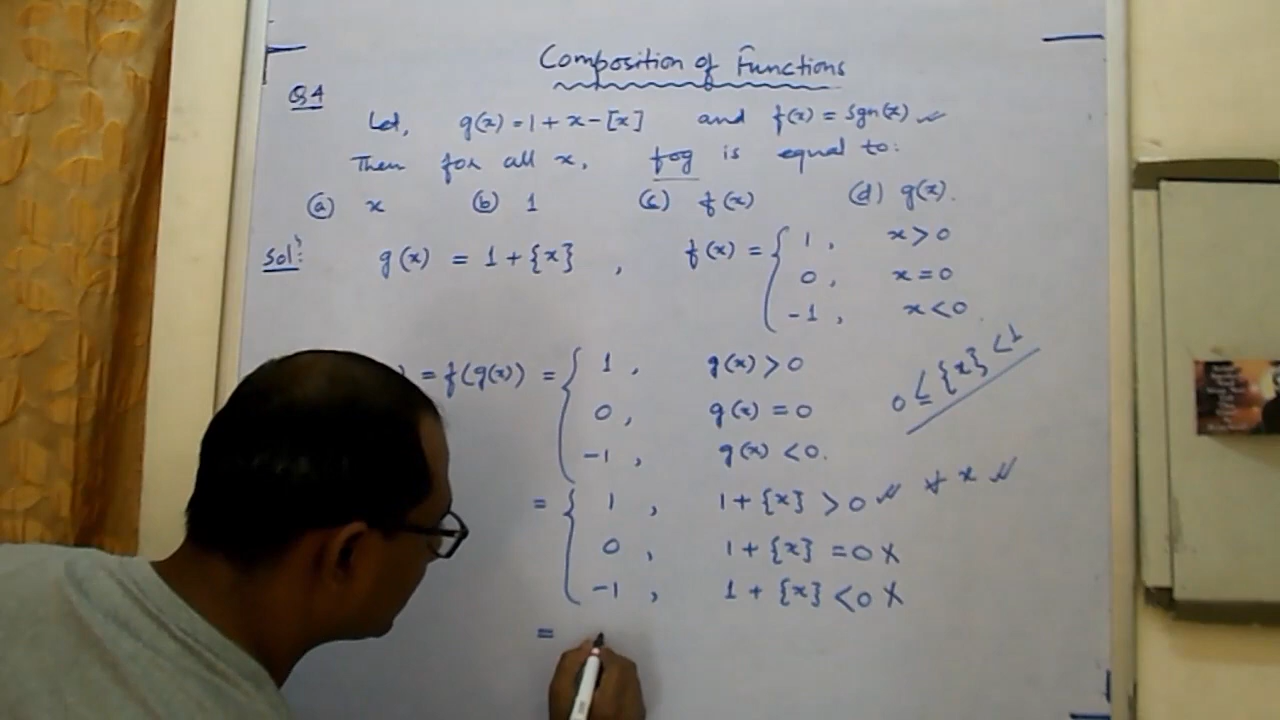 Composition of Functions
Q4
Let, g(x) = 1 + x - [x] and f(x) = sgn(x) ✓
Then for all x, fog is equal to:
(a) x (b) 1 (c) f(x) (d) g(x).
Solⁿ: g(x) = 1 + {x} , f(x) = { 1 , x > 0
0 , x = 0
-1 , x < 0
) = f(g(x)) = { 1 , g(x) > 0
0 , g(x) = 0
-1 , g(x) < 0.
0 ≤ {x} < 1
= { 1 , 1 + {x} > 0 ✓ ∀ x ✓
0 , 1 + {x} = 0 X
-1 , 1 + {x} < 0 X
=